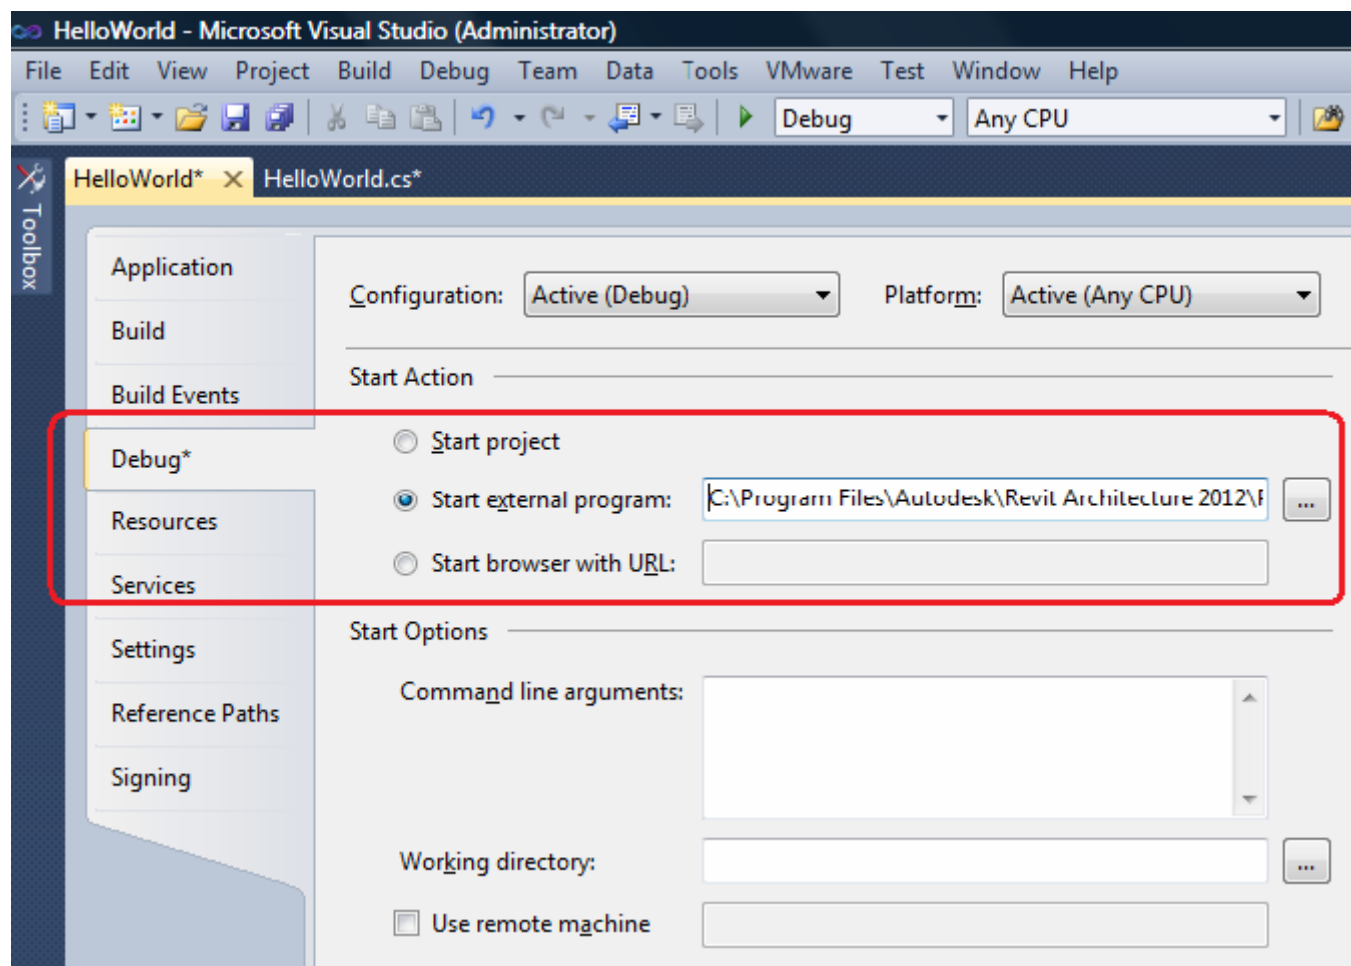 HelloWorld - Microsoft Visual Studio (Administrator)
File Edit View Project Build Debug Team Data Tools VMware Test Window Help
Debug Any CPU
HelloWorld* HelloWorld.cs*
Toolbox
Application
Configuration: Active (Debug) Platform: Active (Any CPU)
Build
Start Action
Build Events
Start project
Debug*
Start external program: C:\Program Files\Autodesk\Revit Architecture 2012\ ...
Resources
Start browser with URL:
Services
Start Options
Settings
Command line arguments:
Reference Paths
Signing
Working directory: ...
Use remote machine